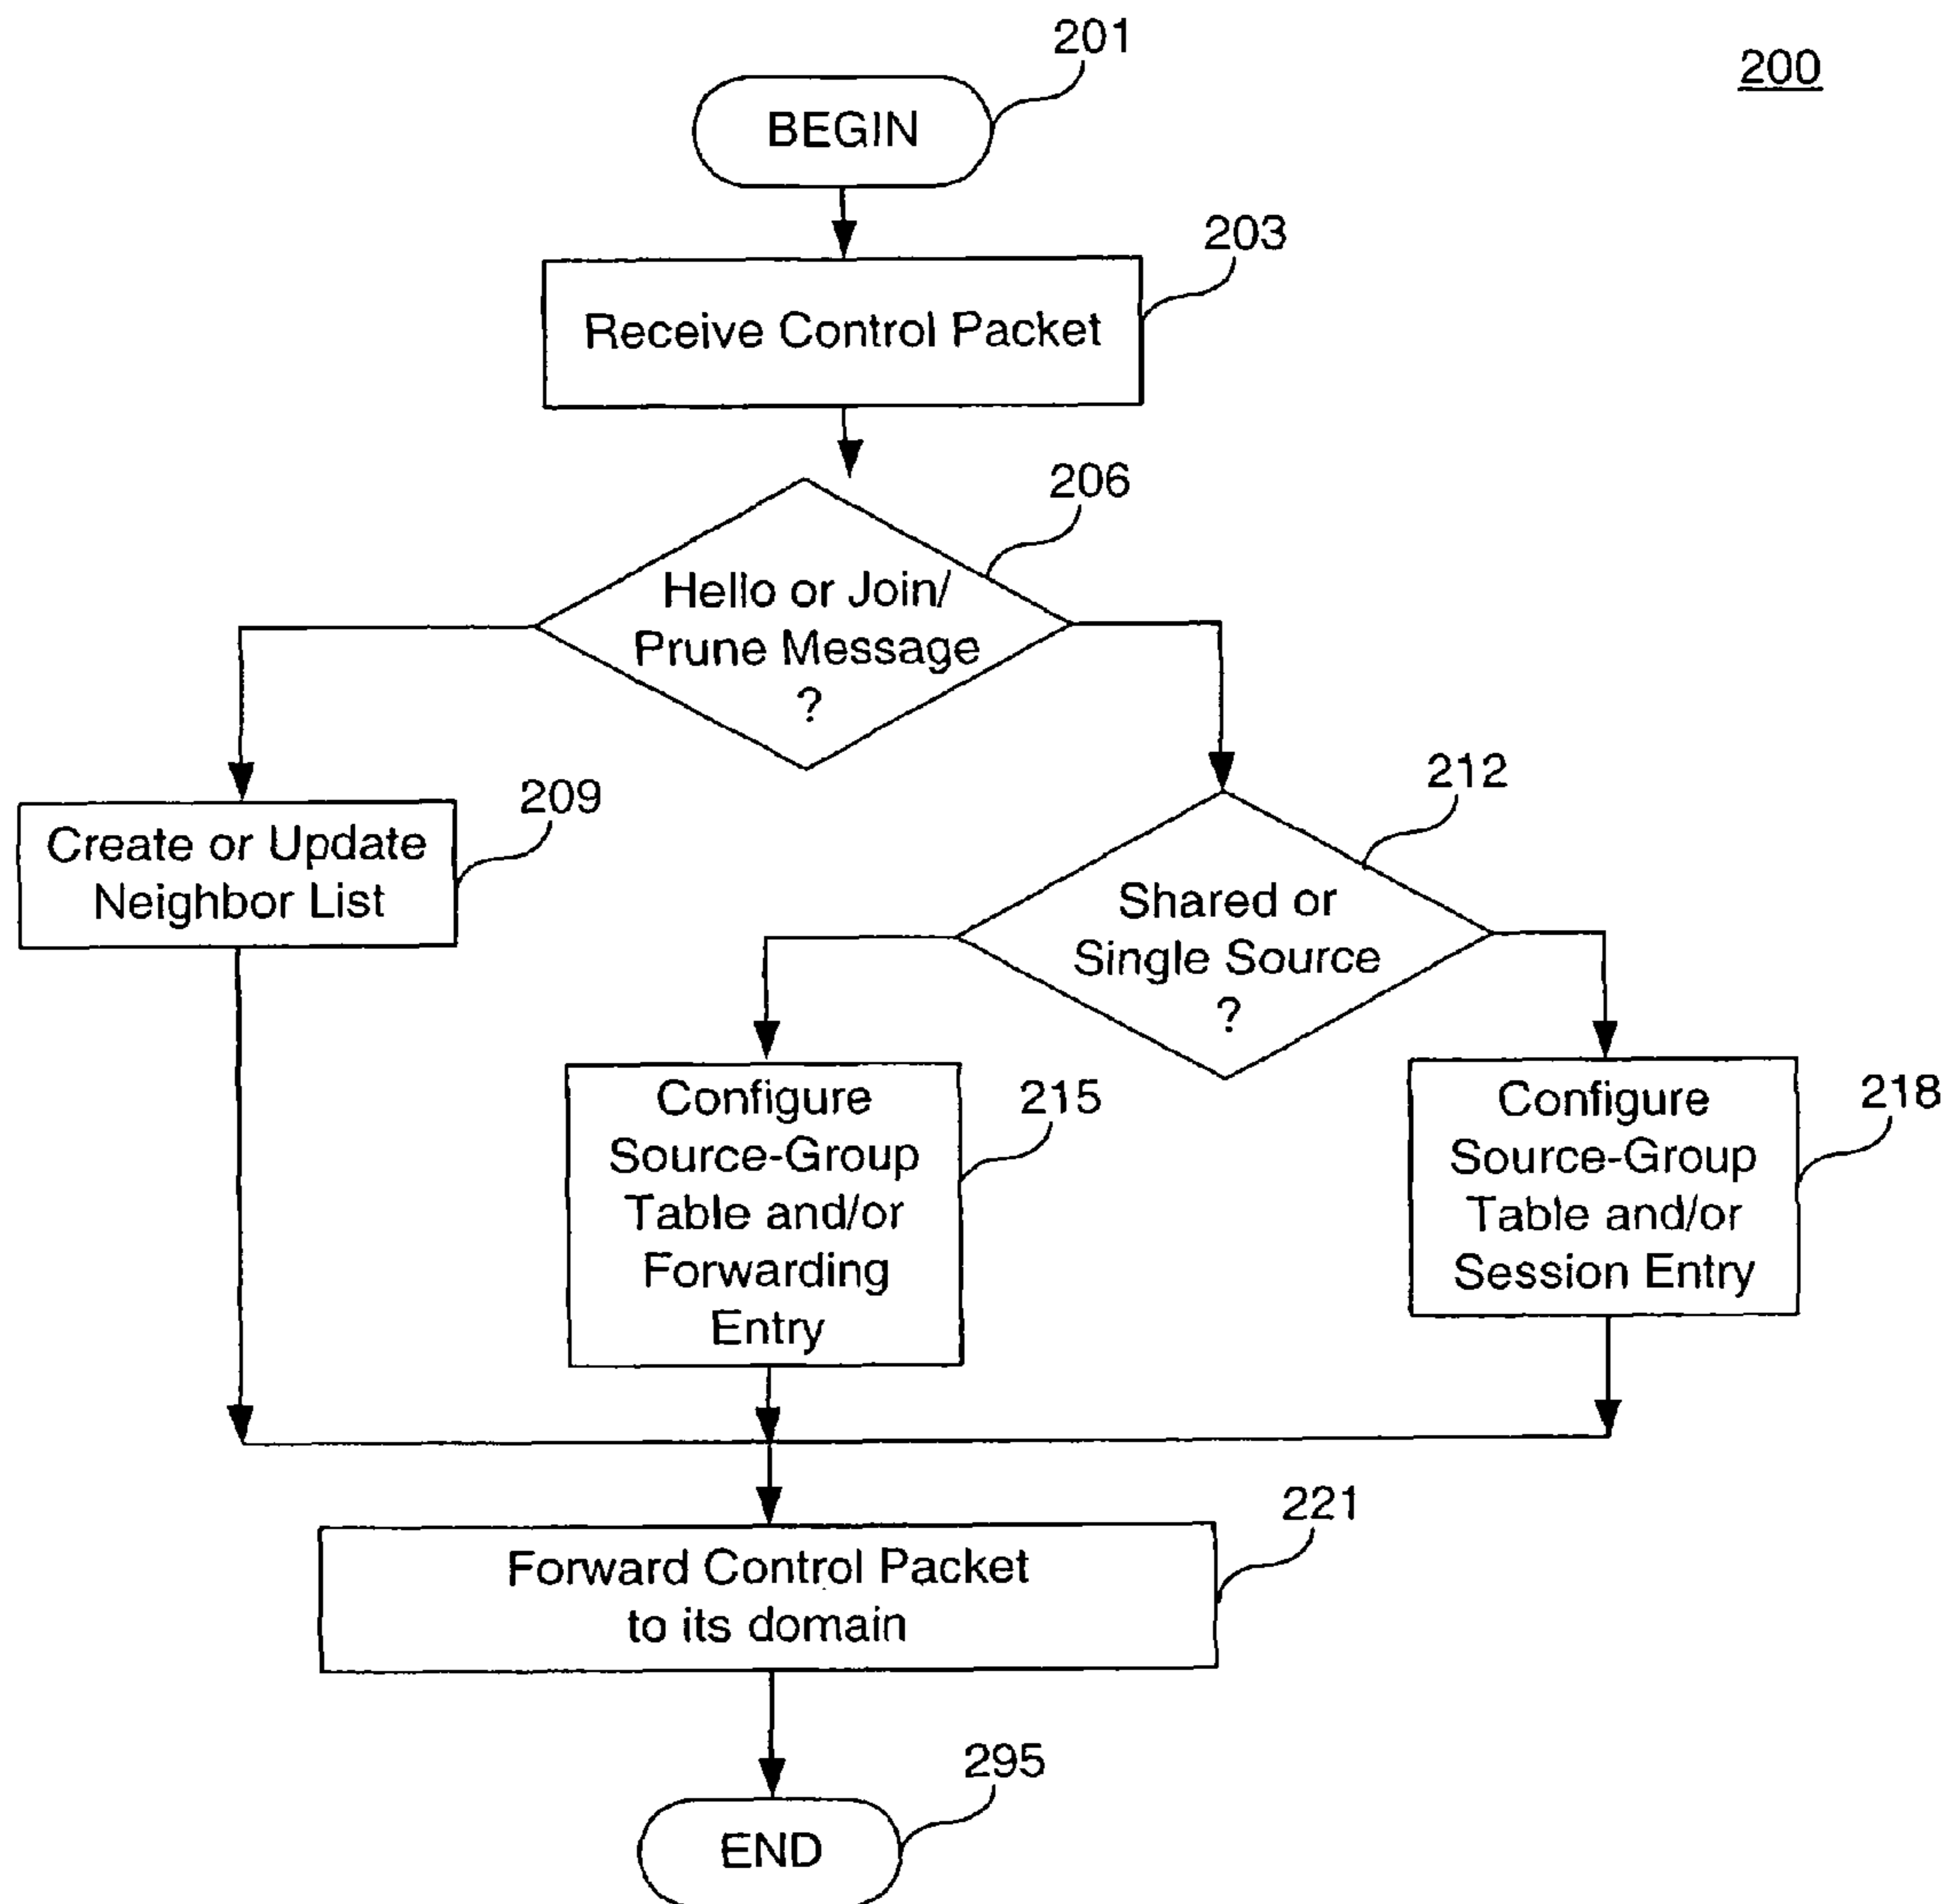 201
200
BEGIN
203
Receive Control Packet
206
Hello or Join/
Prune Message
?
209
Create or Update
Neighbor List
212
Shared or
Single Source
?
215
Configure
Source-Group
Table and/or
Forwarding
Entry
218
Configure
Source-Group
Table and/or
Session Entry
221
Forward Control Packet
to its domain
295
END